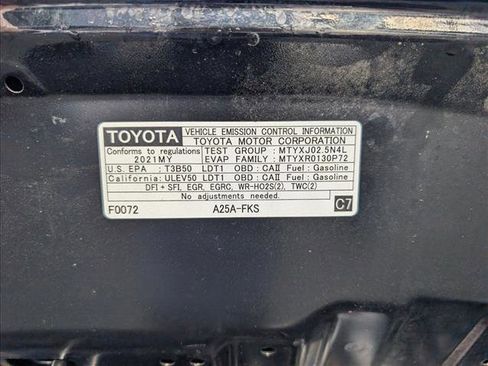 TOYOTA VEHICLE EMISSION CONTROL INFORMATION
TOYOTA MOTOR CORPORATION
Conforms to regulations TEST GROUP : MTYXJ02.5N4L
2021MY EVAP FAMILY : MTYXR0130P72
U.S. EPA : T3B50 LDT1 OBD : CAII Fuel : Gasoline
California: ULEV50 LDT1 OBD : CAII Fuel : Gasoline
DFI + SFI, EGR, EGRC, WR-HO2S(2), TWC(2)
No adjustments needed.
F0072 A25A-FKS C7